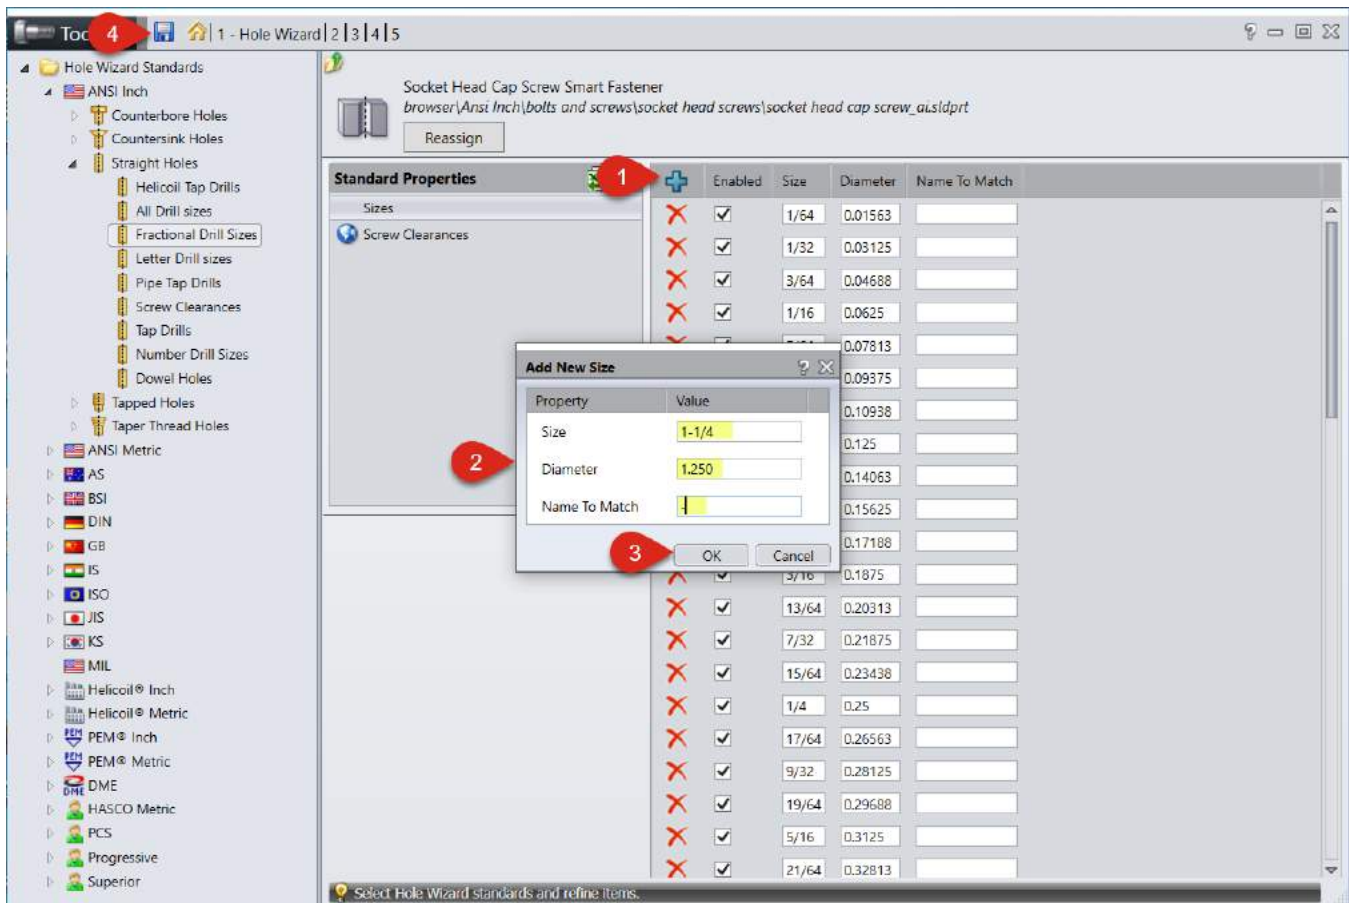 Too
4
1 - Hole Wizard 2 3 4 5
Hole Wizard Standards
ANSI Inch
Counterbore Holes
Countersink Holes
Straight Holes
Helicoil Tap Drills
All Drill sizes
Fractional Drill Sizes
Letter Drill sizes
Pipe Tap Drills
Screw Clearances
Tap Drills
Number Drill Sizes
Dowel Holes
Tapped Holes
Taper Thread Holes
ANSI Metric
AS
BSI
DIN
GB
IS
ISO
JIS
KS
MIL
Helicoil® Inch
Helicoil® Metric
PEM® Inch
PEM® Metric
DME
HASCO Metric
PCS
Progressive
Superior
Socket Head Cap Screw Smart Fastener
browser\Ansi Inch\bolts and screws\socket head screws\socket head cap screw_ai.sldprt
Reassign
Standard Properties
Sizes
Screw Clearances
1
Enabled Size Diameter Name To Match
1/64 0.01563
1/32 0.03125
3/64 0.04688
1/16 0.0625
0.07813
0.09375
0.10938
0.125
0.14063
0.15625
0.17188
3/16 0.1875
13/64 0.20313
7/32 0.21875
15/64 0.23438
1/4 0.25
17/64 0.26563
9/32 0.28125
19/64 0.29688
5/16 0.3125
21/64 0.32813
Add New Size
Property Value
Size 1-1/4
2
Diameter 1.250
Name To Match -
3
OK Cancel
Select Hole Wizard standards and refine items.